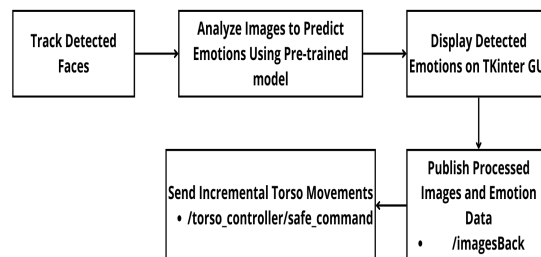 Track Detected
Faces
Analyze Images to Predict
Emotions Using Pre-trained
model
Display Detected
Emotions on TKinter GU
Publish Processed
Images and Emotion
Data
• /imagesBack
Send Incremental Torso Movements
• /torso_controller/safe_command